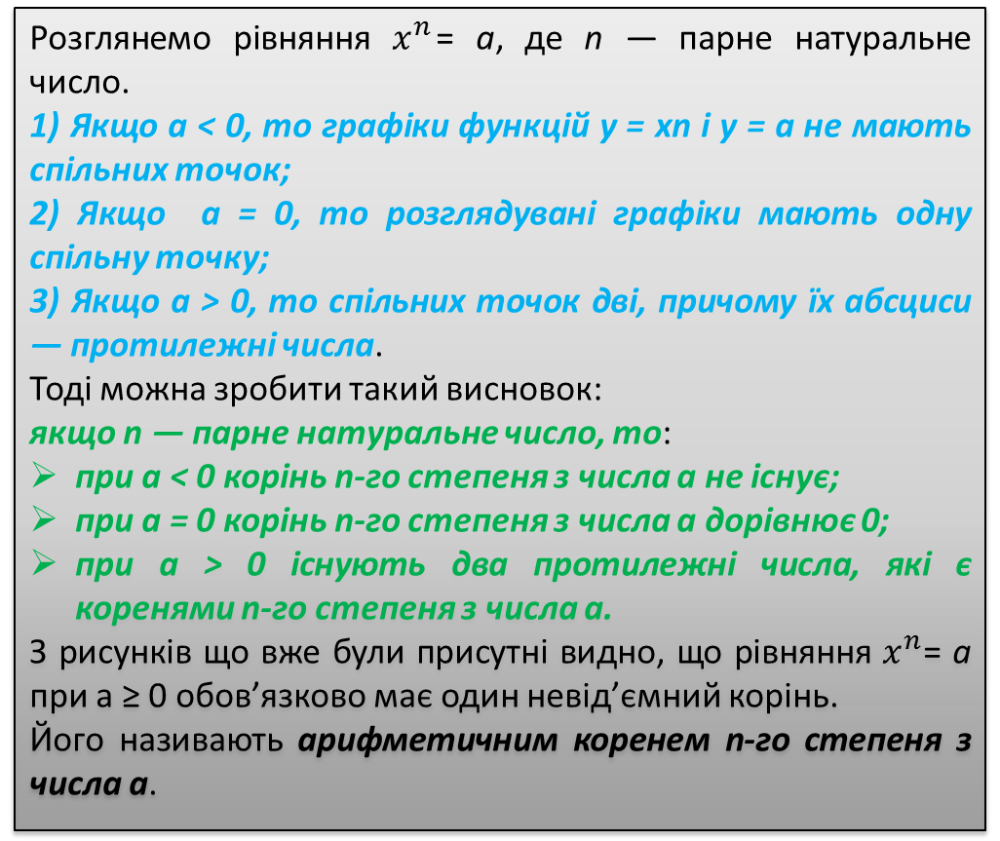 Розглянемо рівняння xⁿ= a, де n — парне натуральне
число.
1) Якщо a < 0, то графіки функцій y = xn і y = a не мають
спільних точок;
2) Якщо a = 0, то розглядувані графіки мають одну
спільну точку;
3) Якщо a > 0, то спільних точок дві, причому їх абсциси
— протилежні числа.
Тоді можна зробити такий висновок:
якщо n — парне натуральне число, то:
➢ при a < 0 корінь n-го степеня з числа a не існує;
➢ при a = 0 корінь n-го степеня з числа a дорівнює 0;
➢ при a > 0 існують два протилежні числа, які є
коренями n-го степеня з числа a.
З рисунків що вже були присутні видно, що рівняння xⁿ= a
при a ≥ 0 обов’язково має один невід’ємний корінь.
Його називають арифметичним коренем n-го степеня з
числа a.